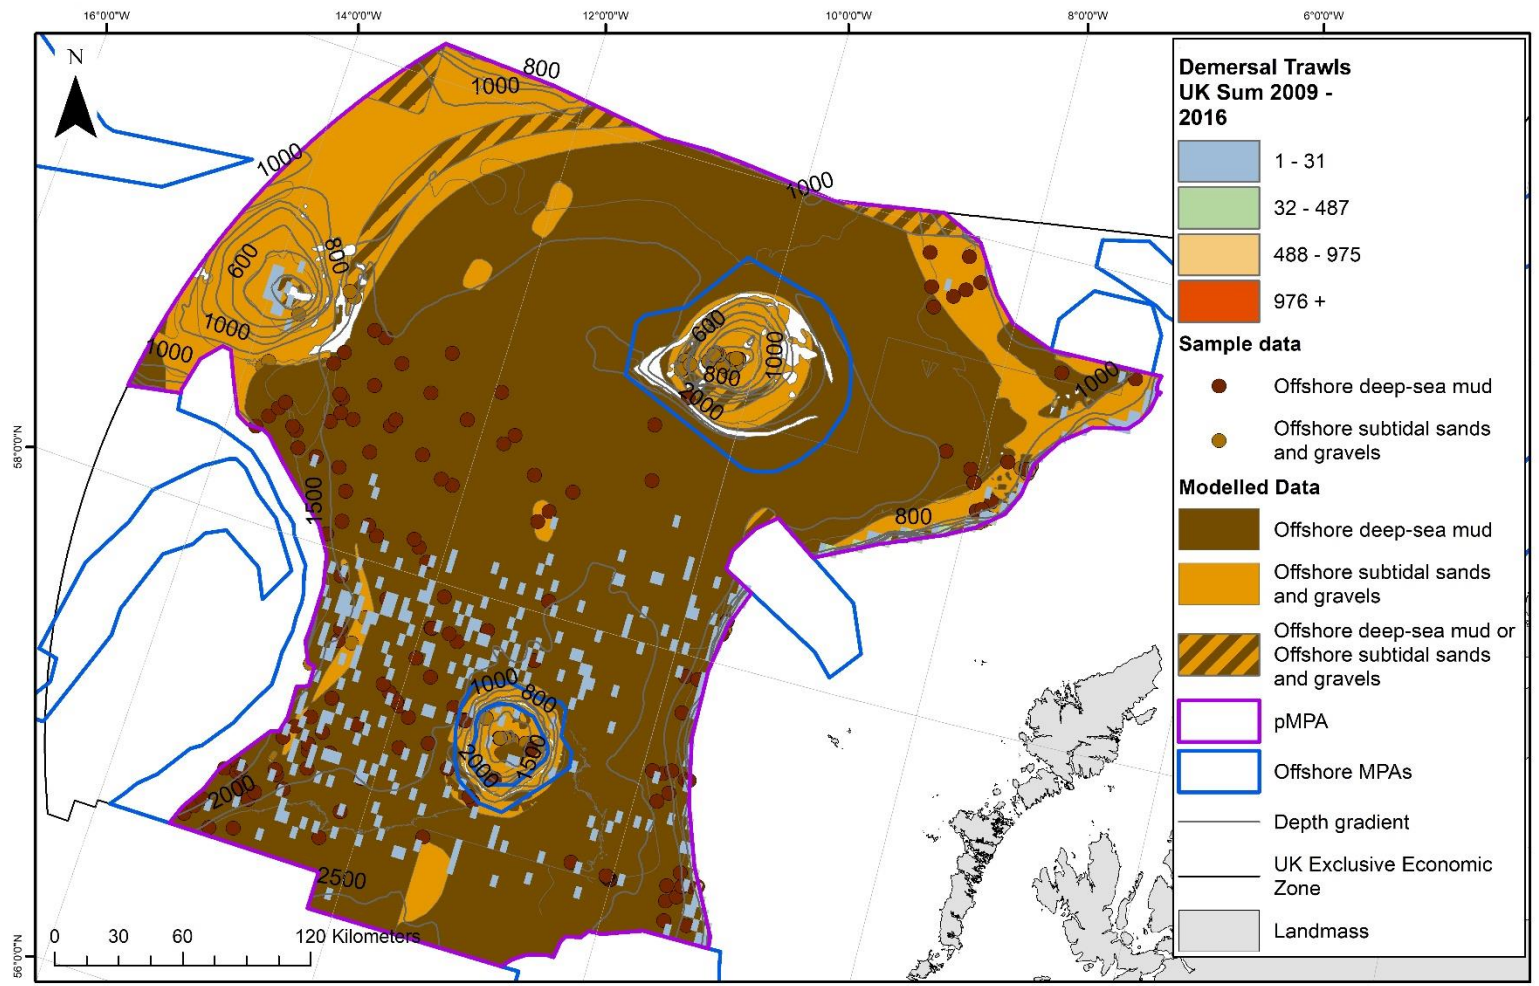 16°0'0"W
14°0'0"W
12°0'0"W
10°0'0"W
8°0'0"W
6°0'0"W
N
800
1000
1000
1000
600
800
1000
1000
600
1000
800
2000
1000
58°0'0"N
1500
800
1000
800
2000
1500
2000
2500
0 30 60 120 Kilometers
56°0'0"N
Demersal Trawls
UK Sum 2009 -
2016
1 - 31
32 - 487
488 - 975
976 +
Sample data
Offshore deep-sea mud
Offshore subtidal sands
and gravels
Modelled Data
Offshore deep-sea mud
Offshore subtidal sands
and gravels
Offshore deep-sea mud or
Offshore subtidal sands
and gravels
pMPA
Offshore MPAs
Depth gradient
UK Exclusive Economic
Zone
Landmass